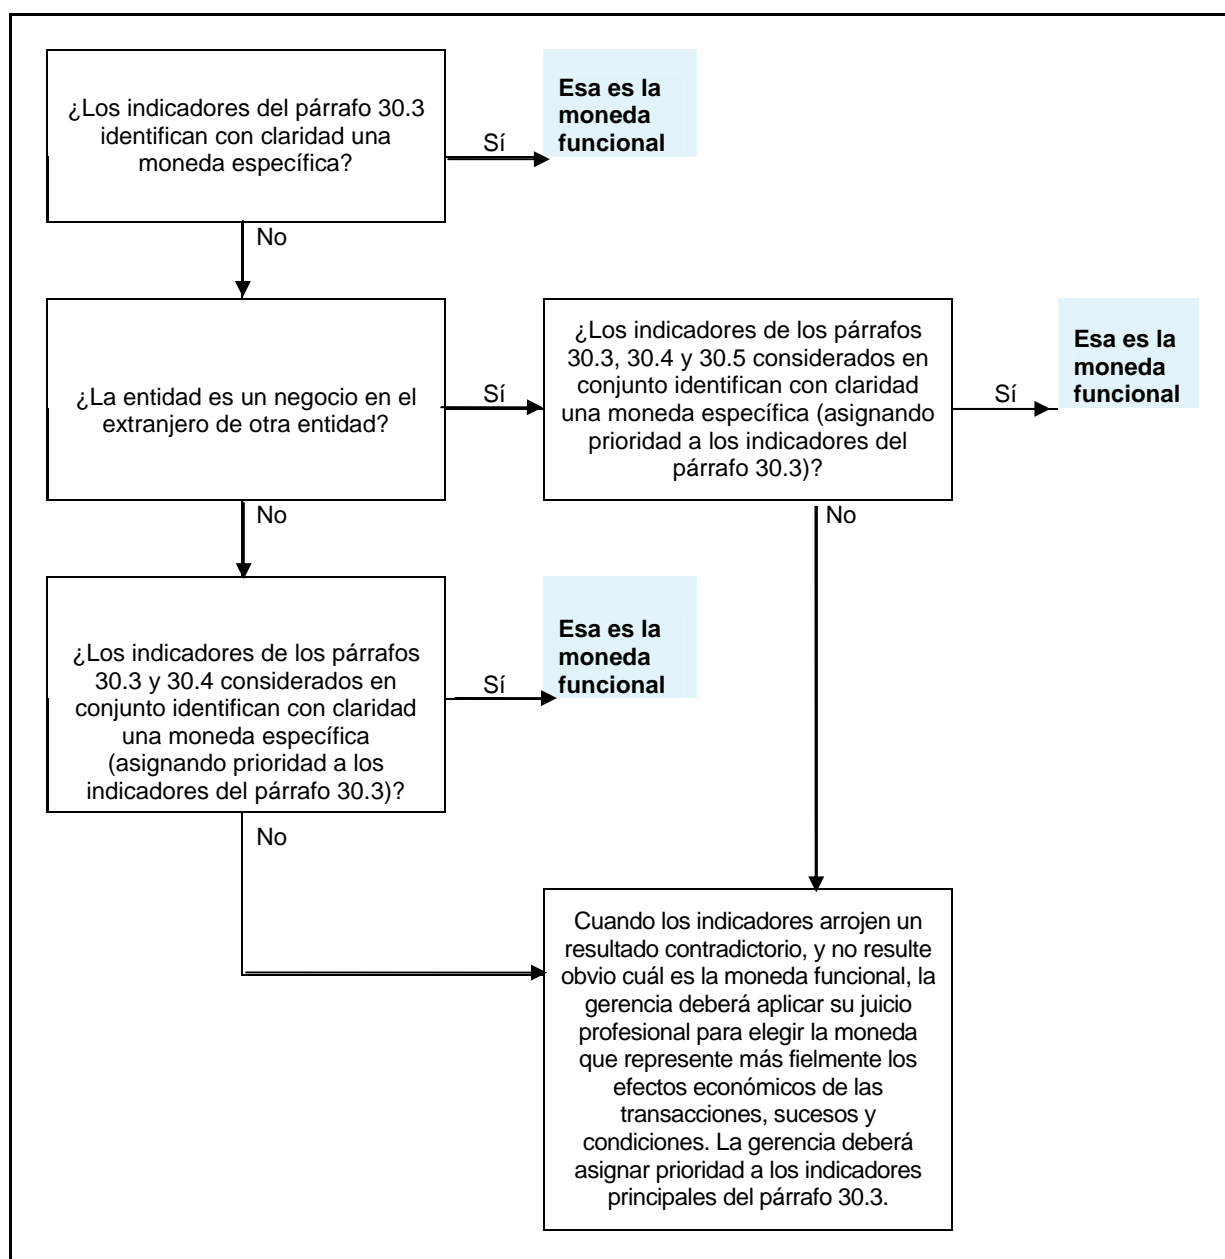 ¿Los indicadores del párrafo 30.3
identifican con claridad una
moneda específica?
Sí
Esa es la
moneda
funcional
No
¿La entidad es un negocio en el
extranjero de otra entidad?
Sí
¿Los indicadores de los párrafos
30.3, 30.4 y 30.5 considerados en
conjunto identifican con claridad
una moneda específica (asignando
prioridad a los indicadores del
párrafo 30.3)?
Sí
Esa es la
moneda
funcional
No
No
¿Los indicadores de los párrafos
30.3 y 30.4 considerados en
conjunto identifican con claridad
una moneda específica
(asignando prioridad a los
indicadores del párrafo 30.3)?
Sí
Esa es la
moneda
funcional
No
Cuando los indicadores arrojen un
resultado contradictorio, y no resulte
obvio cuál es la moneda funcional, la
gerencia deberá aplicar su juicio
profesional para elegir la moneda
que represente más fielmente los
efectos económicos de las
transacciones, sucesos y
condiciones. La gerencia deberá
asignar prioridad a los indicadores
principales del párrafo 30.3.